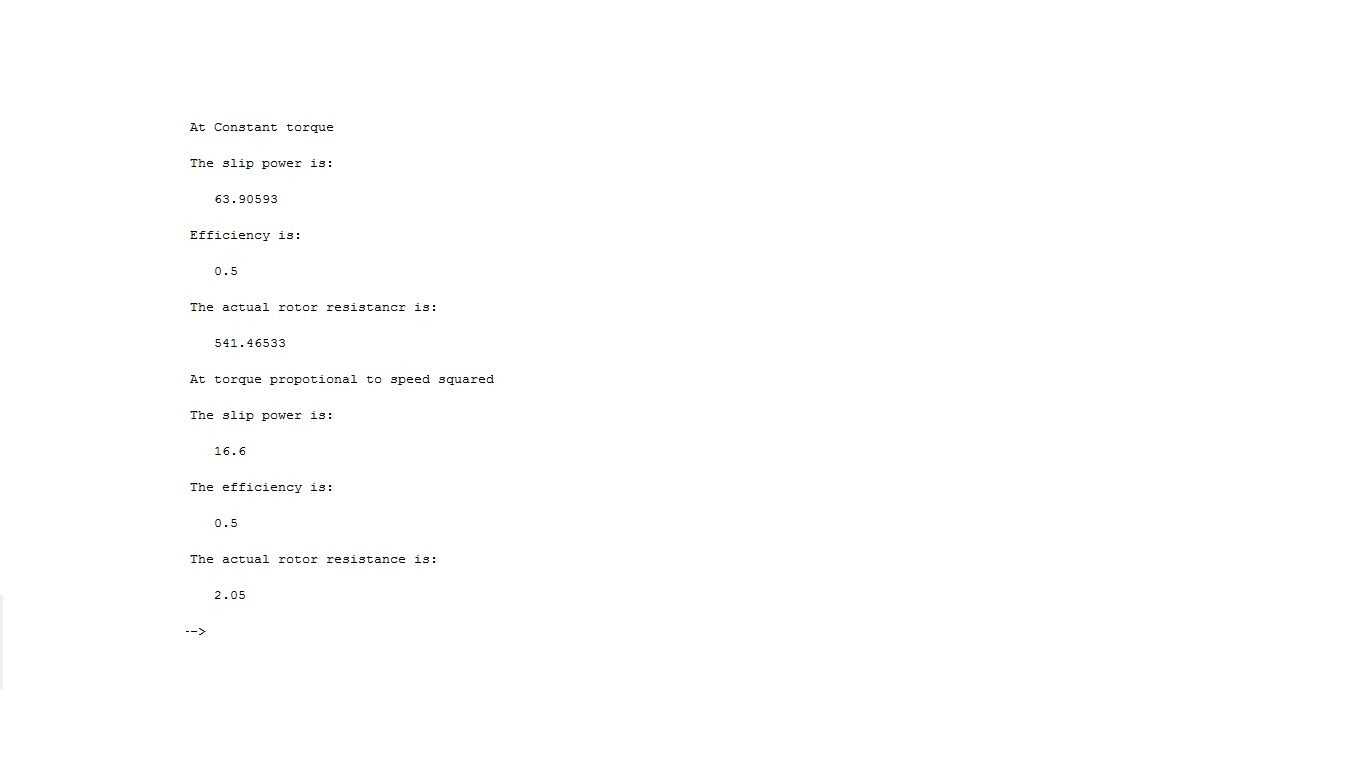 At Constant torque
The slip power is:
63.90593
Efficiency is:
0.5
The actual rotor resistancr is:
541.46533
At torque propotional to speed squared
The slip power is:
16.6
The efficiency is:
0.5
The actual rotor resistance is:
2.05
-->